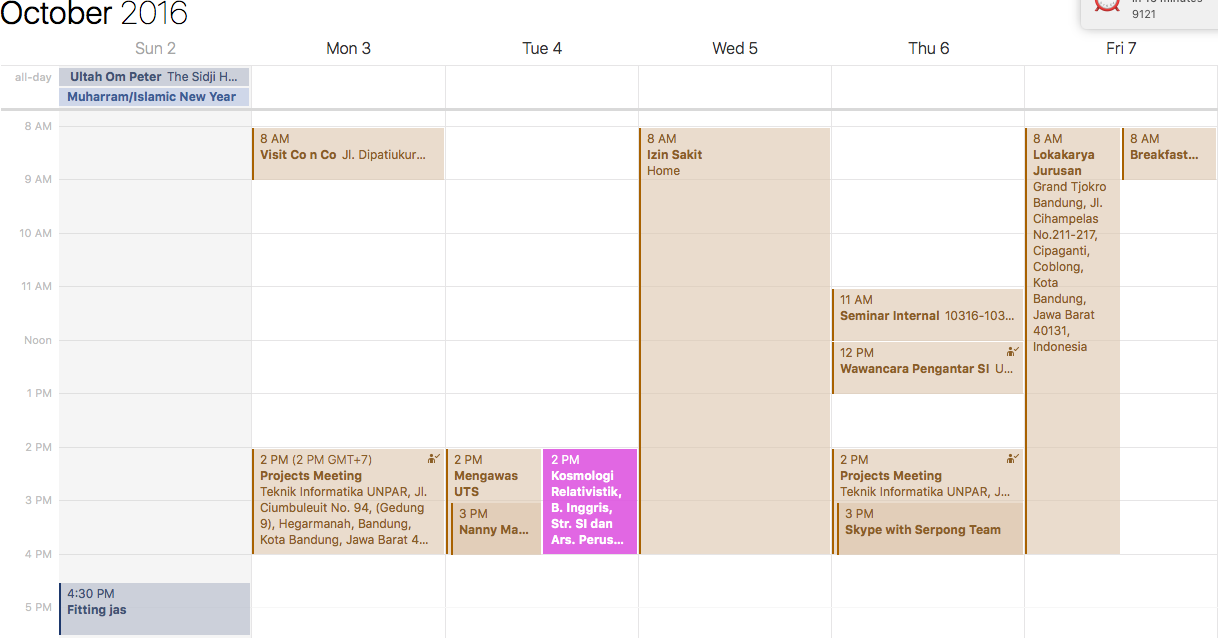 October 2016
9121
Sun 2
Mon 3
Tue 4
Wed 5
Thu 6
Fri 7
all-day
Ultah Om Peter The Sidji H...
Muharram/Islamic New Year
8 AM
9 AM
10 AM
11 AM
Noon
1 PM
2 PM
3 PM
4 PM
5 PM
4:30 PM
Fitting jas
8 AM
Visit Co n Co Jl. Dipatiukur...
2 PM (2 PM GMT+7)
Projects Meeting
Teknik Informatika UNPAR, Jl.
Ciumbuleuit No. 94, (Gedung
9), Hegarmanah, Bandung,
Kota Bandung, Jawa Barat 4...
2 PM
Mengawas
UTS
3 PM
Nanny Ma...
2 PM
Kosmologi
Relativistik,
B. Inggris,
Str. SI dan
Ars. Perus...
8 AM
Izin Sakit
Home
11 AM
Seminar Internal 10316-103...
12 PM
Wawancara Pengantar SI U...
2 PM
Projects Meeting
Teknik Informatika UNPAR, J...
3 PM
Skype with Serpong Team
8 AM
Lokakarya
Jurusan
Grand Tjokro
Bandung, Jl.
Cihampelas
No.211-217,
Cipaganti,
Coblong,
Kota
Bandung,
Jawa Barat
40131,
Indonesia
8 AM
Breakfast...